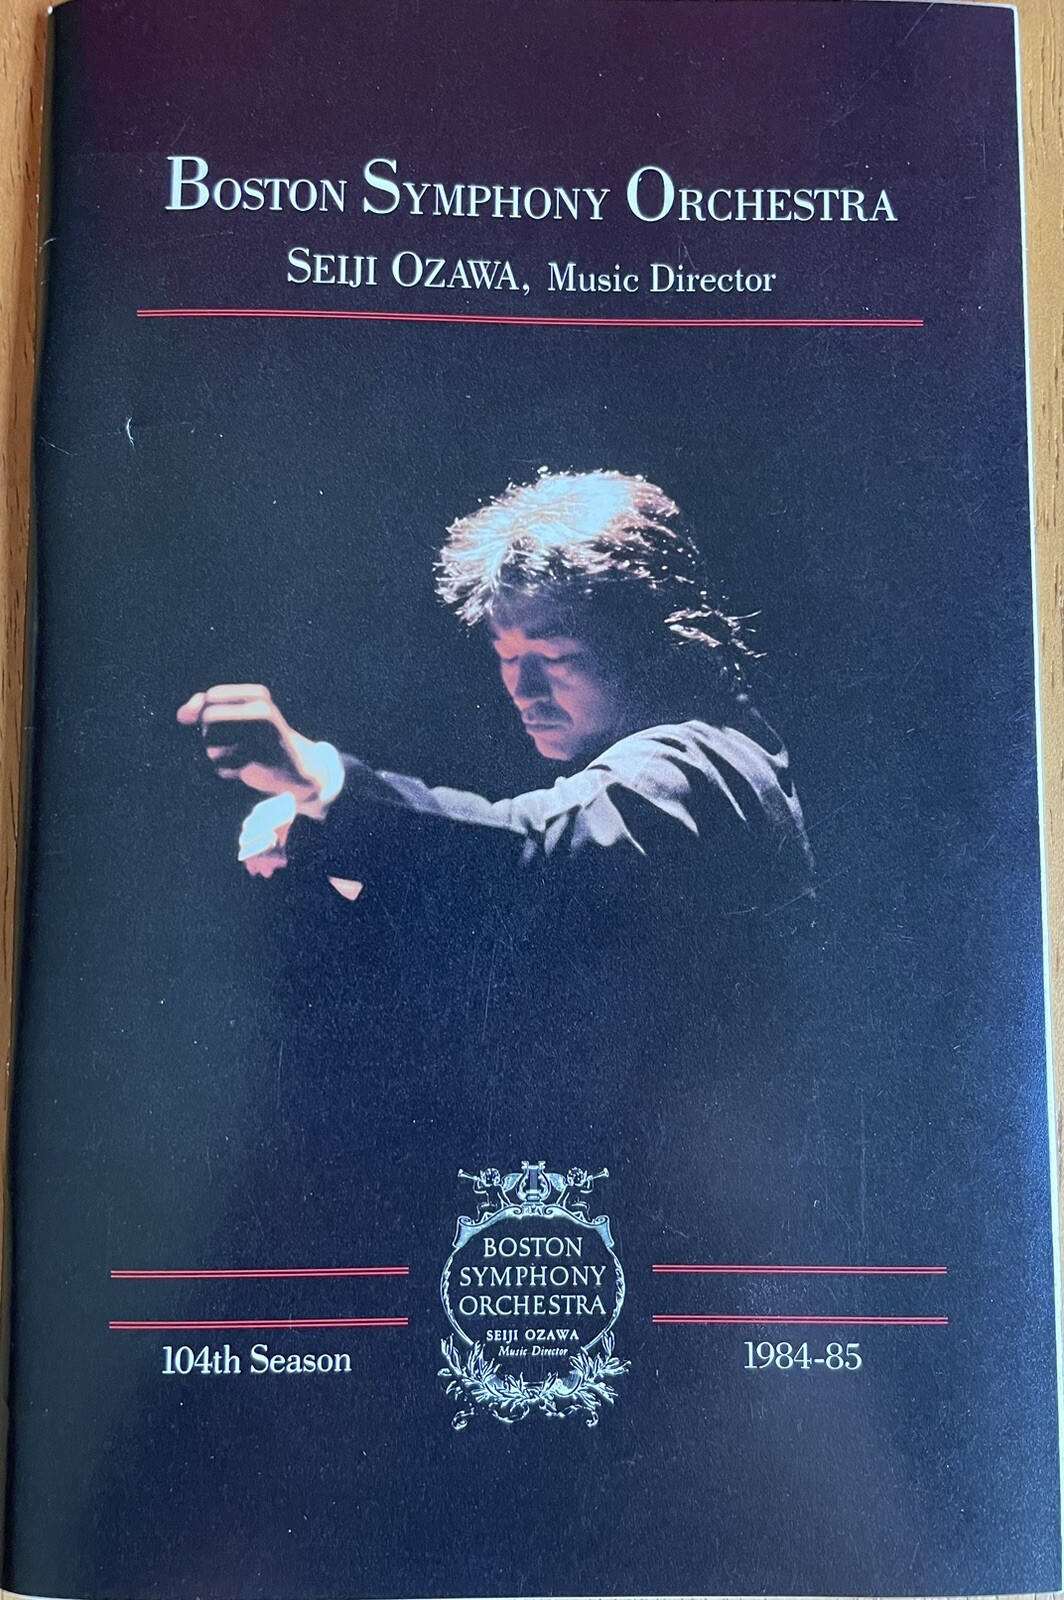 BOSTON SYMPHONY ORCHESTRA
SEIJI OZAWA, Music Director
BOSTON
SYMPHONY
ORCHESTRA
SEIJI OZAWA
Music Director
104th Season
1984-85